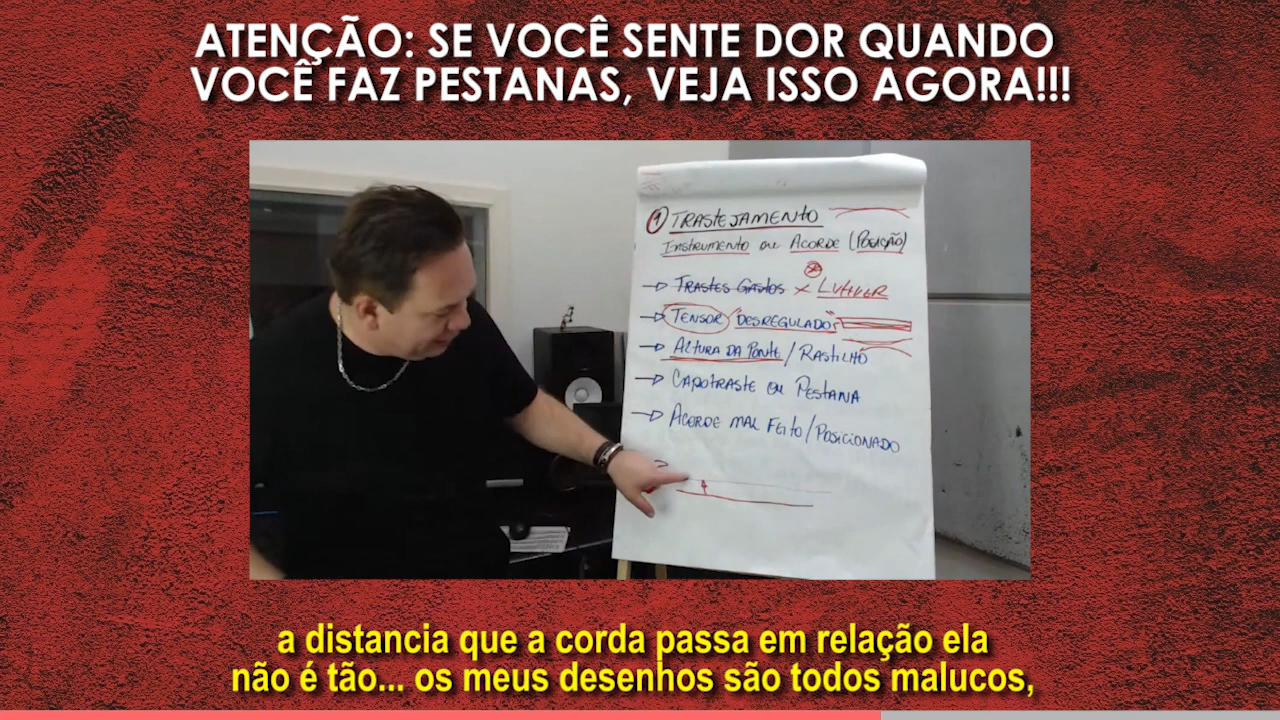 ATENÇÃO: SE VOCÊ SENTE DOR QUANDO
VOCÊ FAZ PESTANAS, VEJA ISSO AGORA!!!
1 TRASTEJAMENTO
INSTRUMENTO OU ACORDE (POSIÇÃO)
→ TRASTES GASTOS × LUTHIER
→ TENSOR "DESREGULADO"
→ ALTURA DA PONTE / RASTILHO
→ CAPOTRASTE OU PESTANA
→ ACORDE MAL FEITO / POSICIONADO
a distancia que a corda passa em relação ela
não é tão... os meus desenhos são todos malucos,